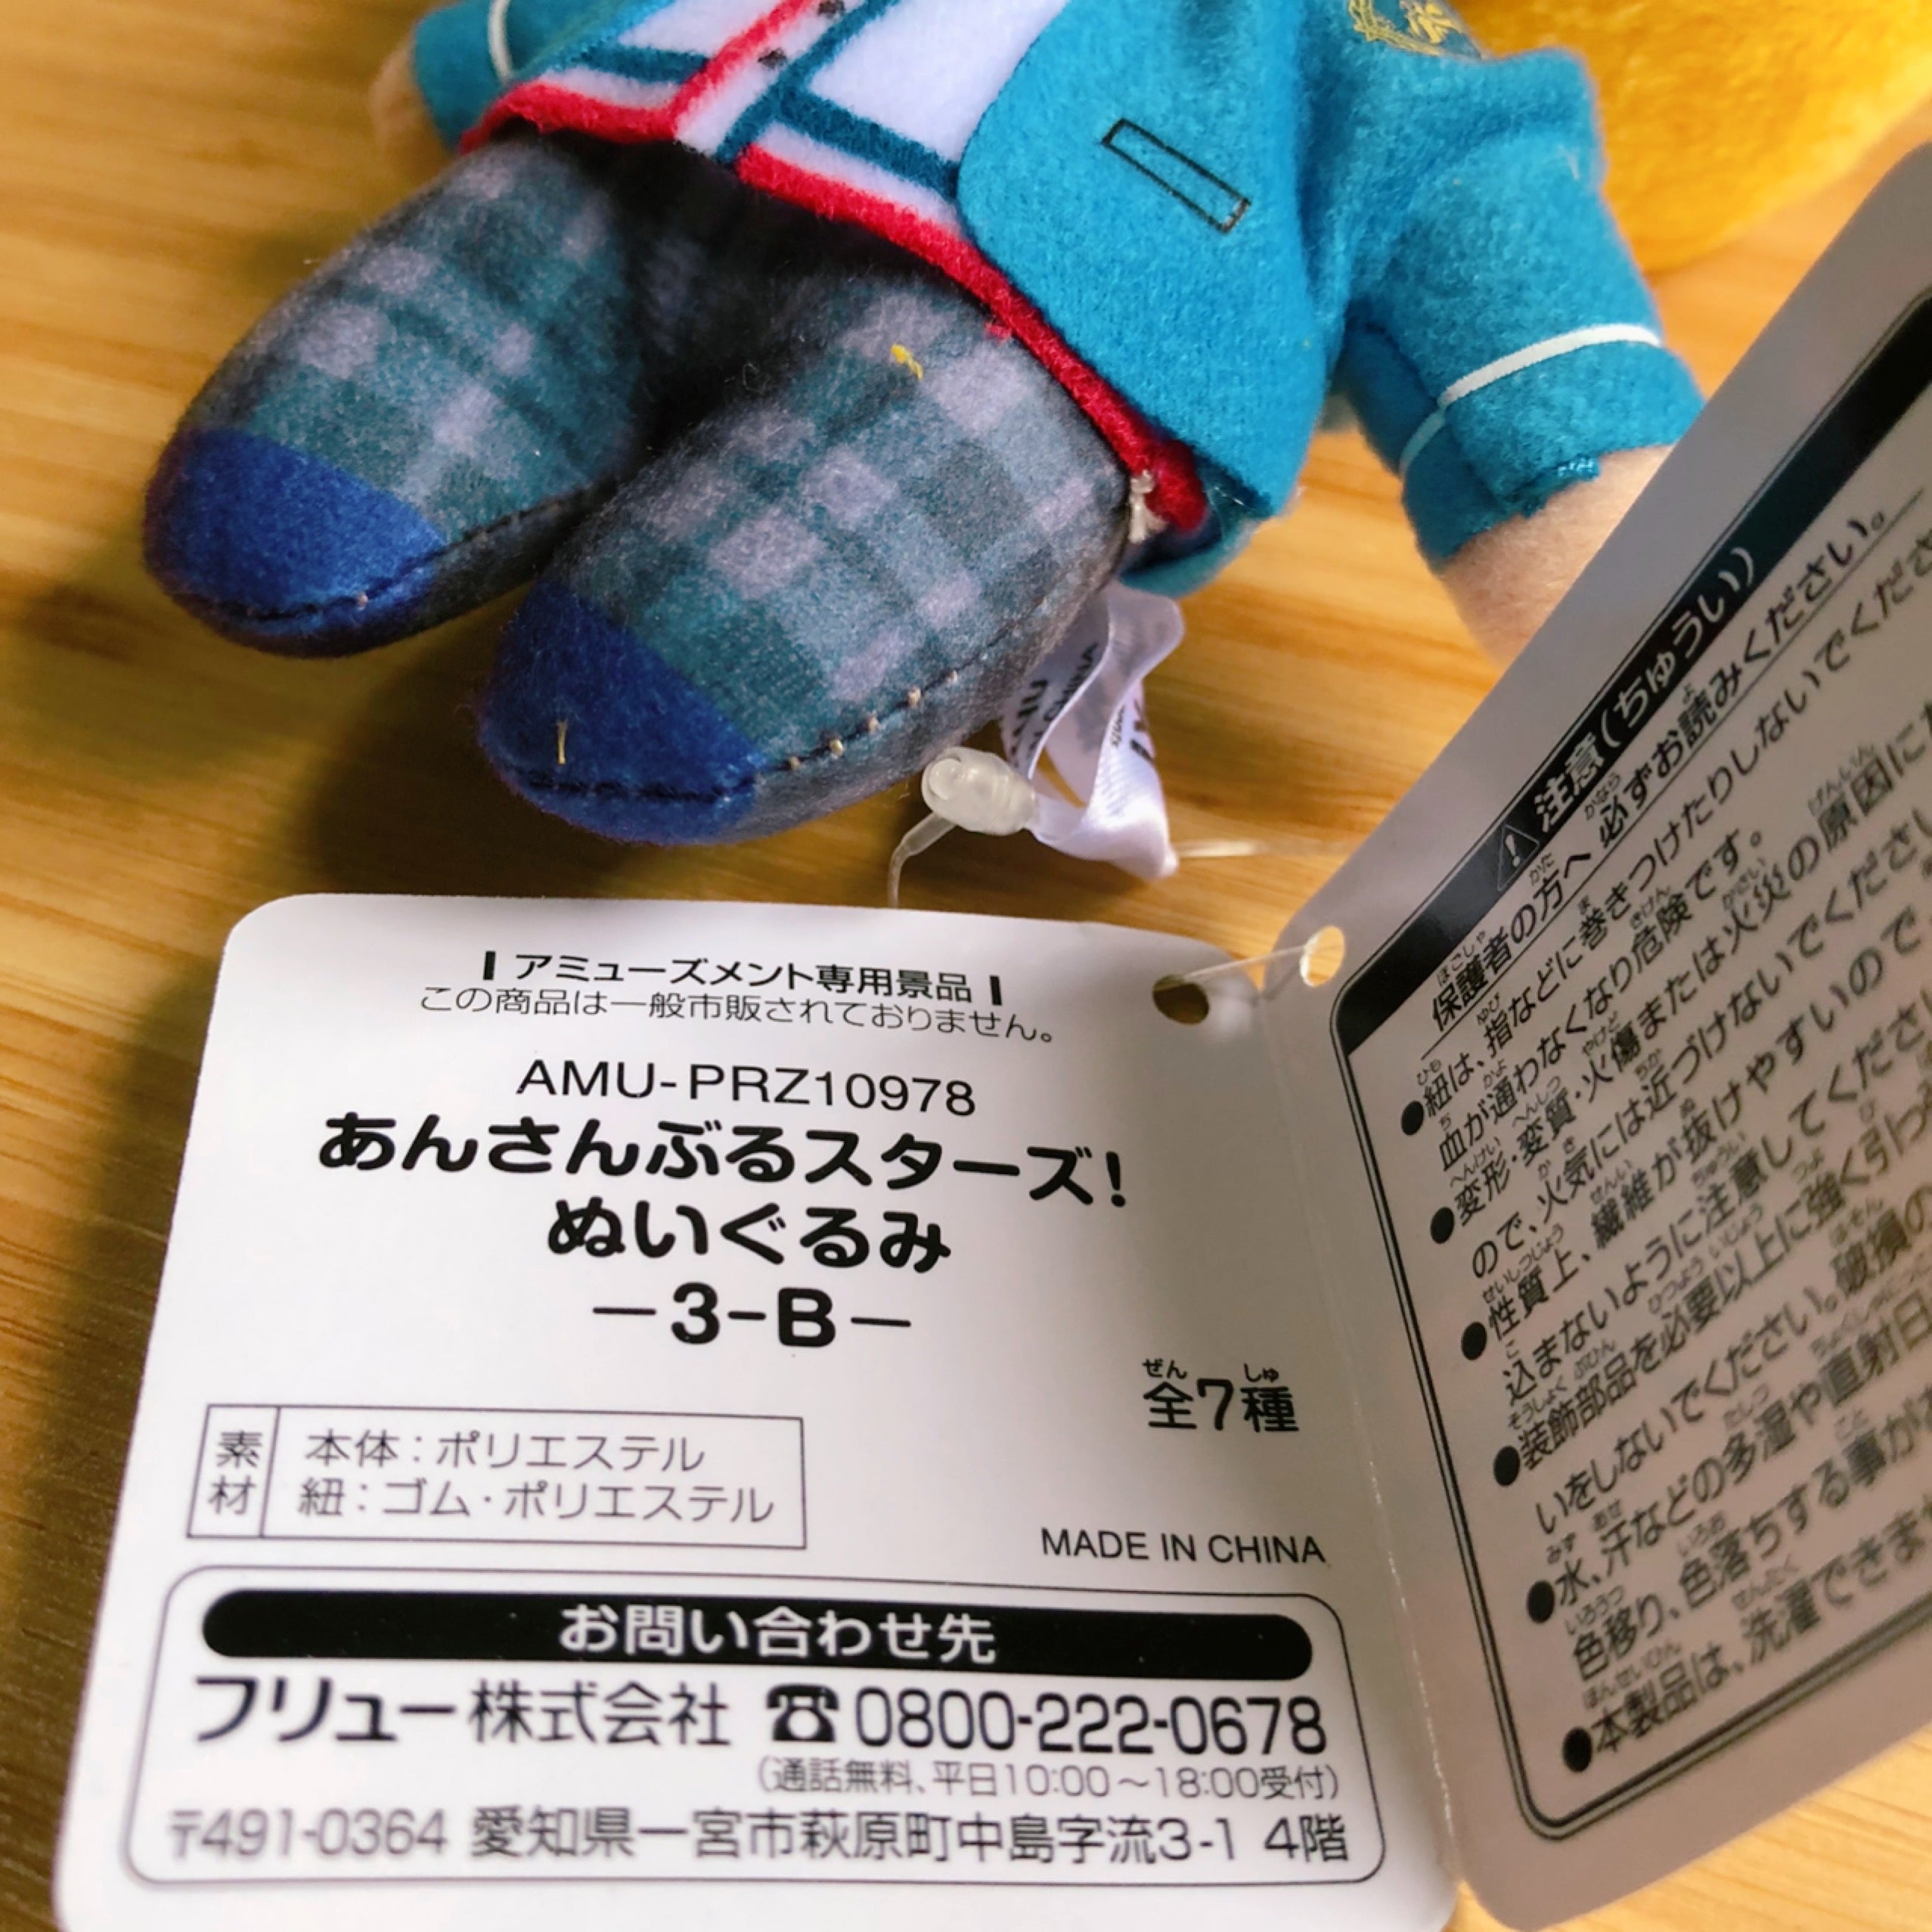 アミューズメント専用景品
この商品は一般市販されておりません。
AMU-PRZ10978
あんさんぶるスターズ!
ぬいぐるみ
－3-B－
ぜん しゅ
全7種
素材
本体：ポリエステル
紐：ゴム・ポリエステル
MADE IN CHINA
お問い合わせ先
フリュー株式会社 ☎0800-222-0678
（通話無料、平日10:00～18:00受付）
〒491-0364 愛知県一宮市萩原町中島字流3-1 4階
注意(ちゅうい)
保護者の方へ 必ずお読みください。
●紐は、指などに巻きつけたりしないでくださ
血が通わなくなり危険です。
●変形・変質・火傷または火災の原因に
ので、火気には近づけないでください
●性質上、繊維が抜けやすいので
込まないように注意してくださ
●装飾部品を必要以上に強く引っ
いをしないでください。破損の
●水、汗などの多湿や直射日
色移り、色落ちする事が
●本製品は、洗濯できま